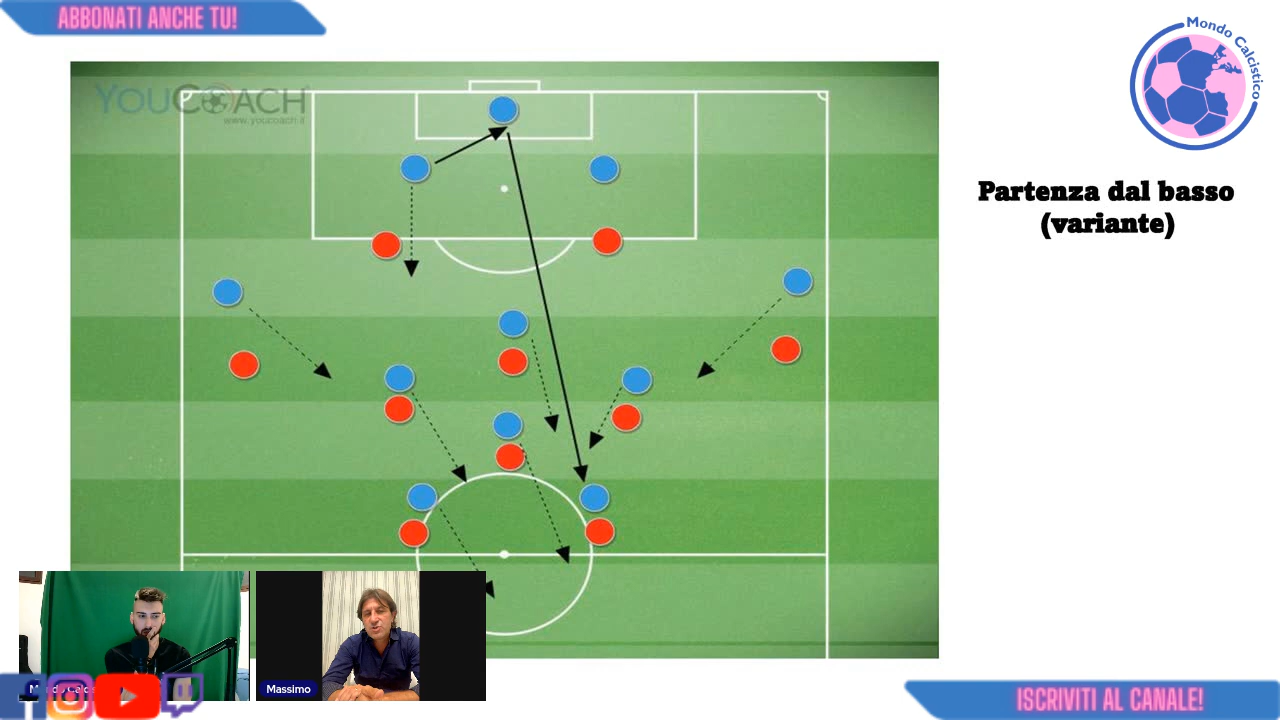 ABBONATI ANCHE TU!
Mondo Calcistico
YOUCOACH
www.youcoach.it
Partenza dal basso
(variante)
Massimo
ISCRIVITI AL CANALE!